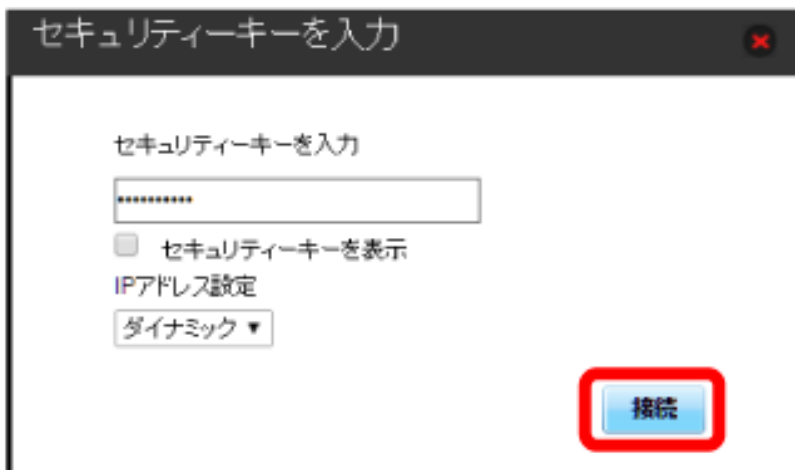 セキュリティーキーを入力
セキュリティーキーを入力
••••••••••
セキュリティーキーを表示
IPアドレス設定
ダイナミック ▼
接続